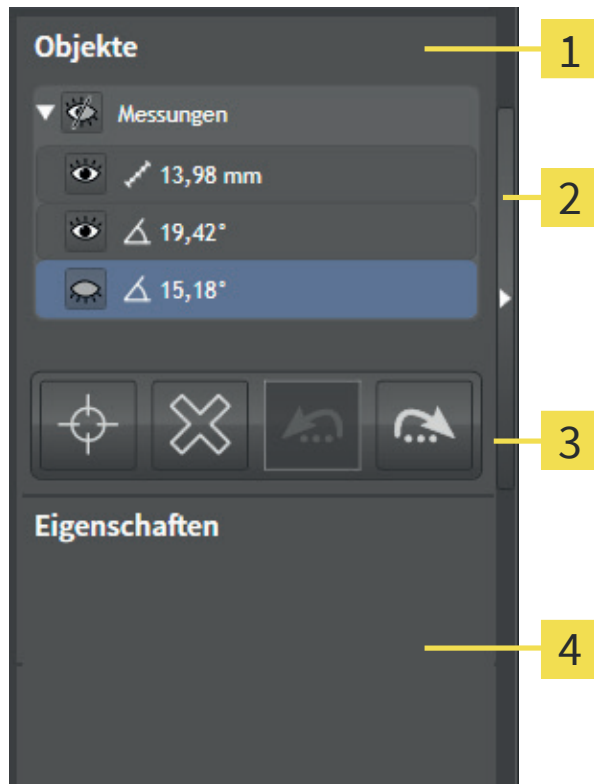 Objekte
1
Messungen
13,98 mm
2
19,42°
15,18°
3
Eigenschaften
4